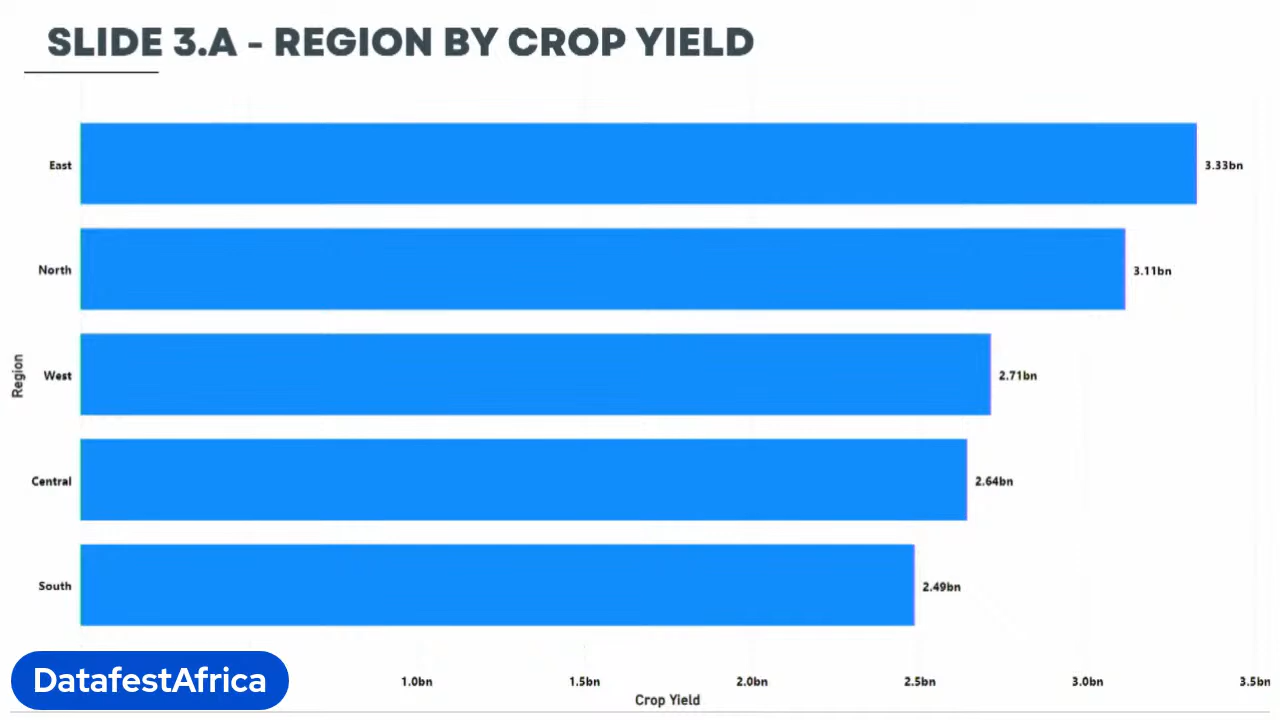 SLIDE 3.A - REGION BY CROP YIELD
East
3.33bn
North
3.11bn
Region
West
2.71bn
Central
2.64bn
South
2.49bn
DatafestAfrica
1.0bn
1.5bn
2.0bn
2.5bn
3.0bn
3.5bn
Crop Yield